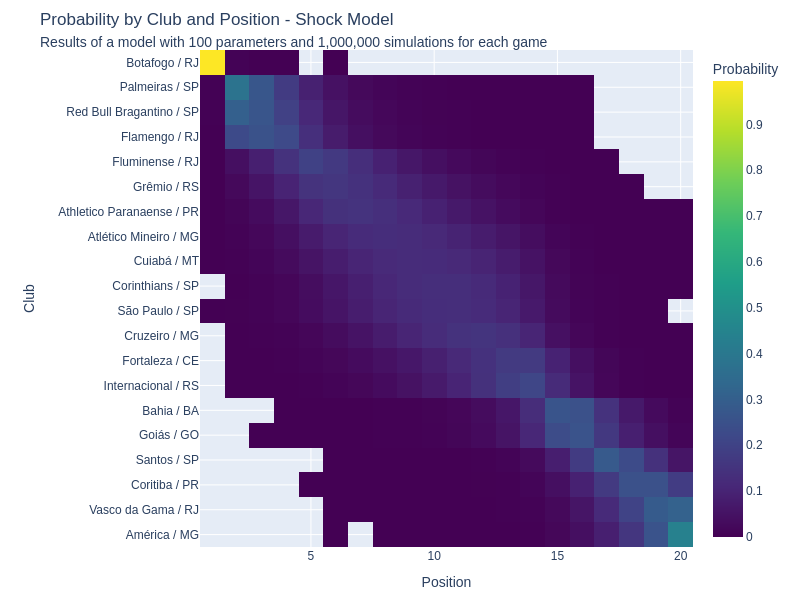 Probability by Club and Position - Shock Model
Results of a model with 100 parameters and 1,000,000 simulations for each game
Probability
Club
Botafogo / RJ
Palmeiras / SP
Red Bull Bragantino / SP
Flamengo / RJ
Fluminense / RJ
Grêmio / RS
Athletico Paranaense / PR
Atlético Mineiro / MG
Cuiabá / MT
Corinthians / SP
São Paulo / SP
Cruzeiro / MG
Fortaleza / CE
Internacional / RS
Bahia / BA
Goiás / GO
Santos / SP
Coritiba / PR
Vasco da Gama / RJ
América / MG
5
10
15
20
Position
0.9
0.8
0.7
0.6
0.5
0.4
0.3
0.2
0.1
0